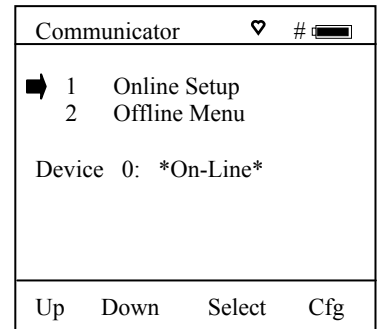 Communicator ♡ #
1 Online Setup
2 Offline Menu
Device 0: *On-Line*
Up Down Select Cfg